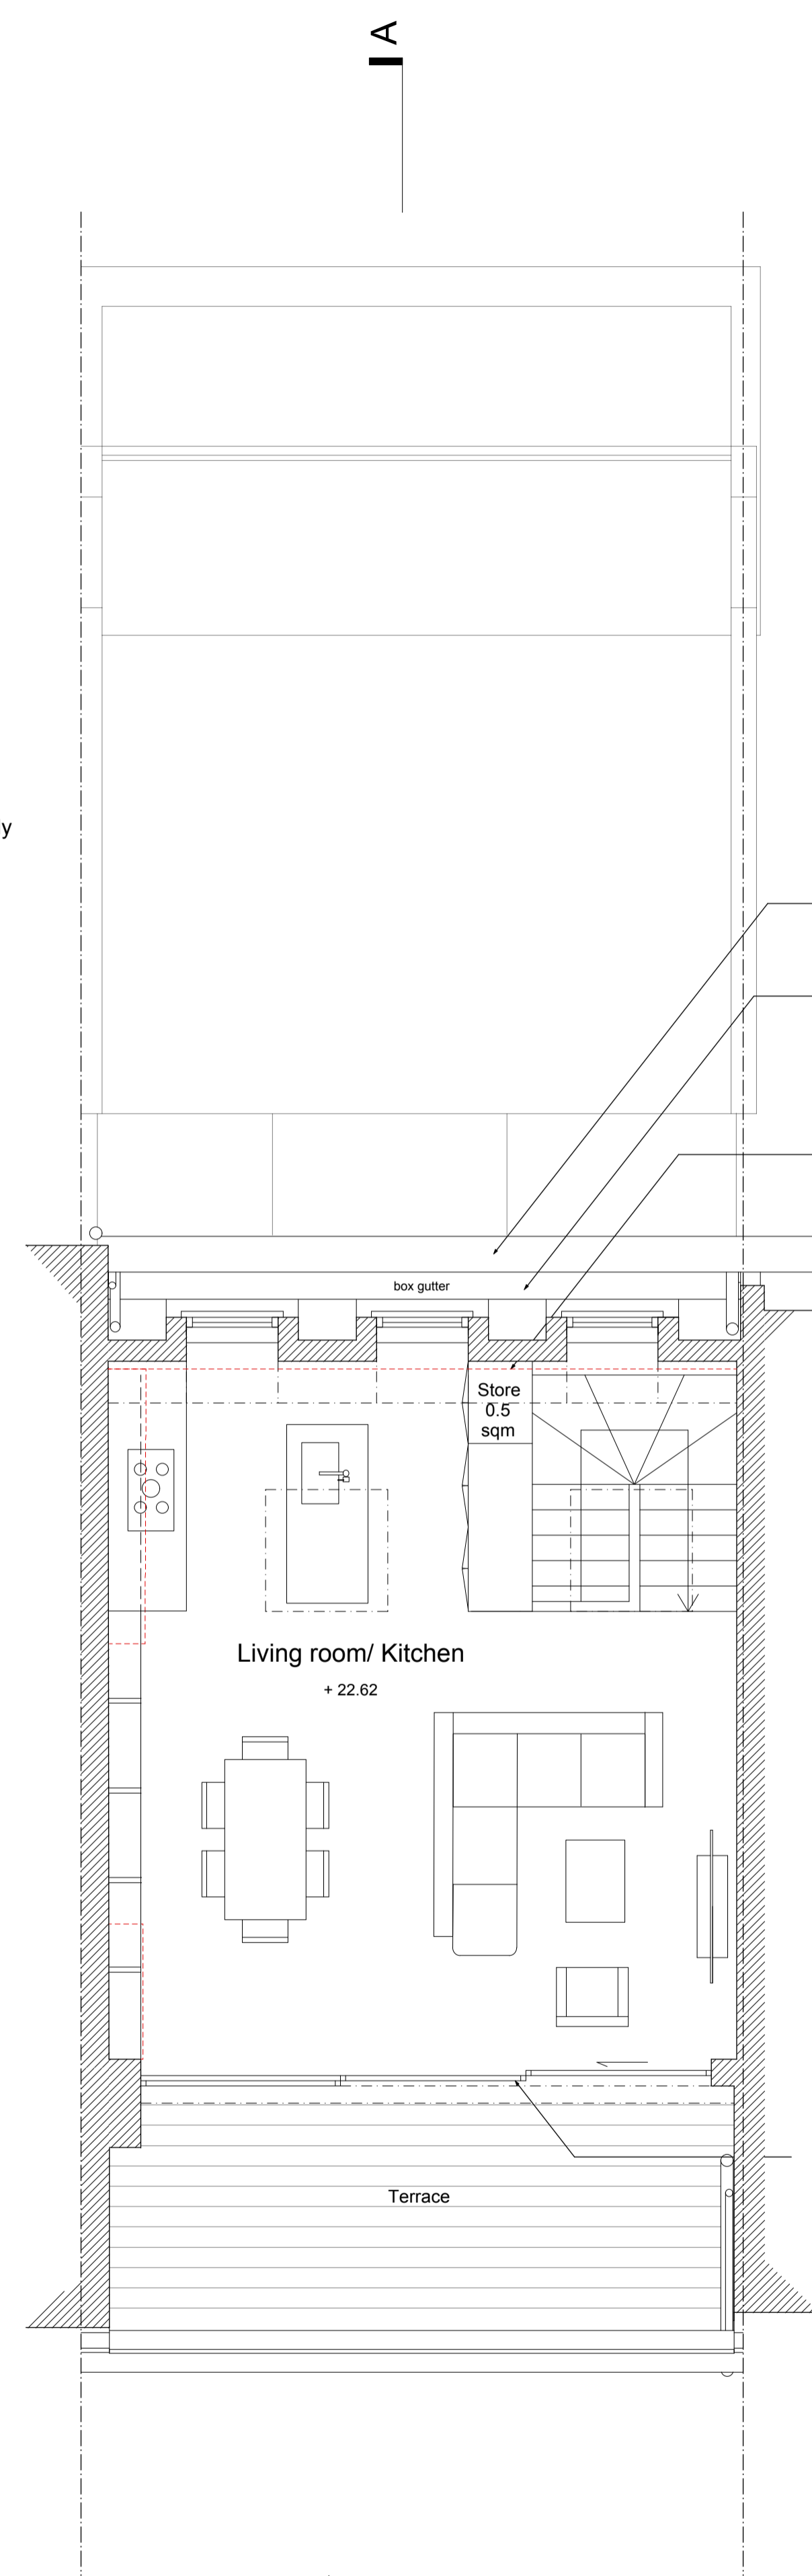 A
y
box gutter
Store
0.5
sqm
Living room/ Kitchen
+ 22.62
Terrace